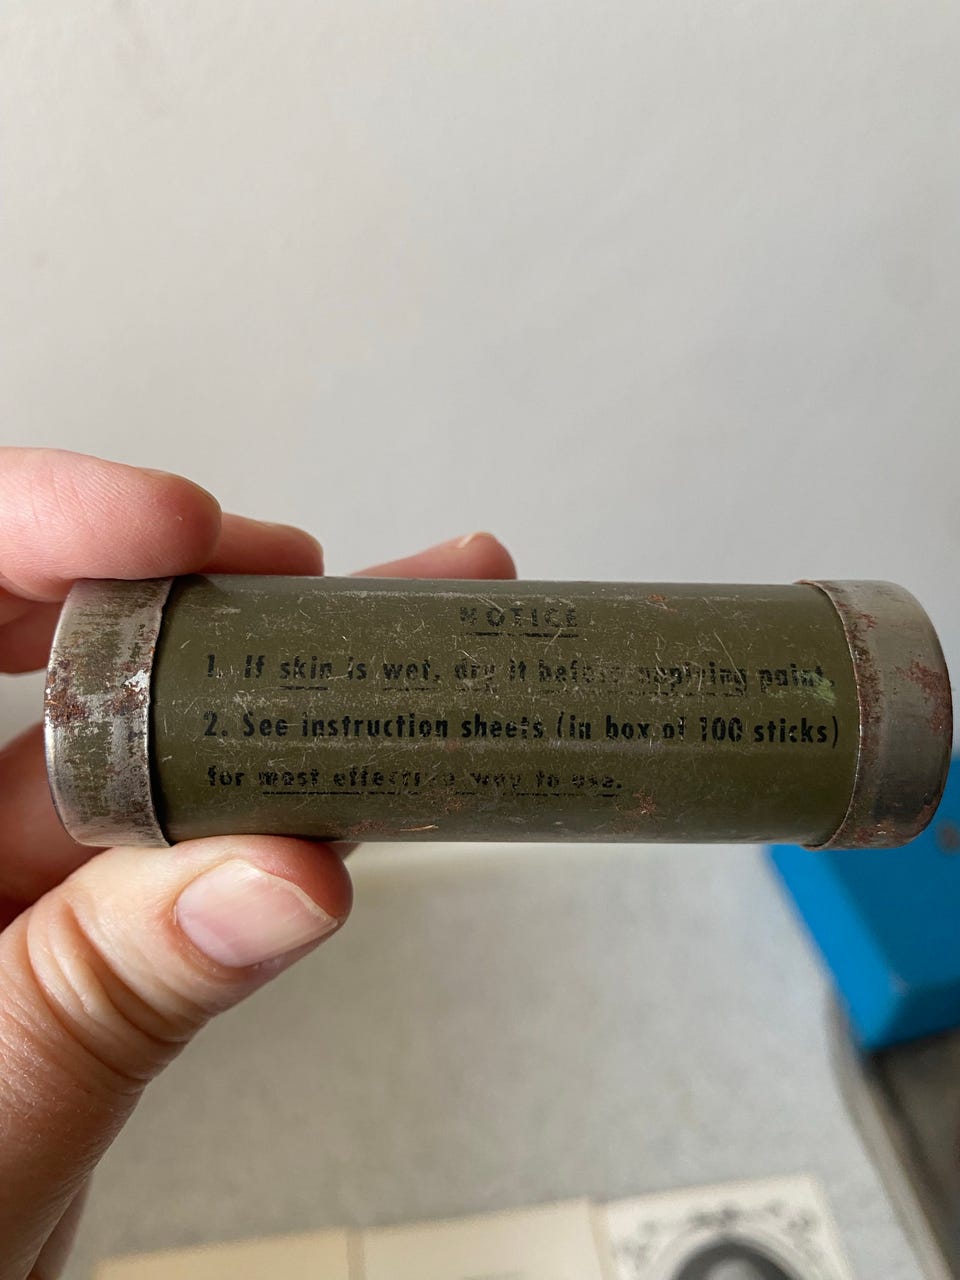 NOTICE
1. If skin is wet, dry it before applying paint.
2. See instruction sheets (in box of 100 sticks)
for most effective way to use.